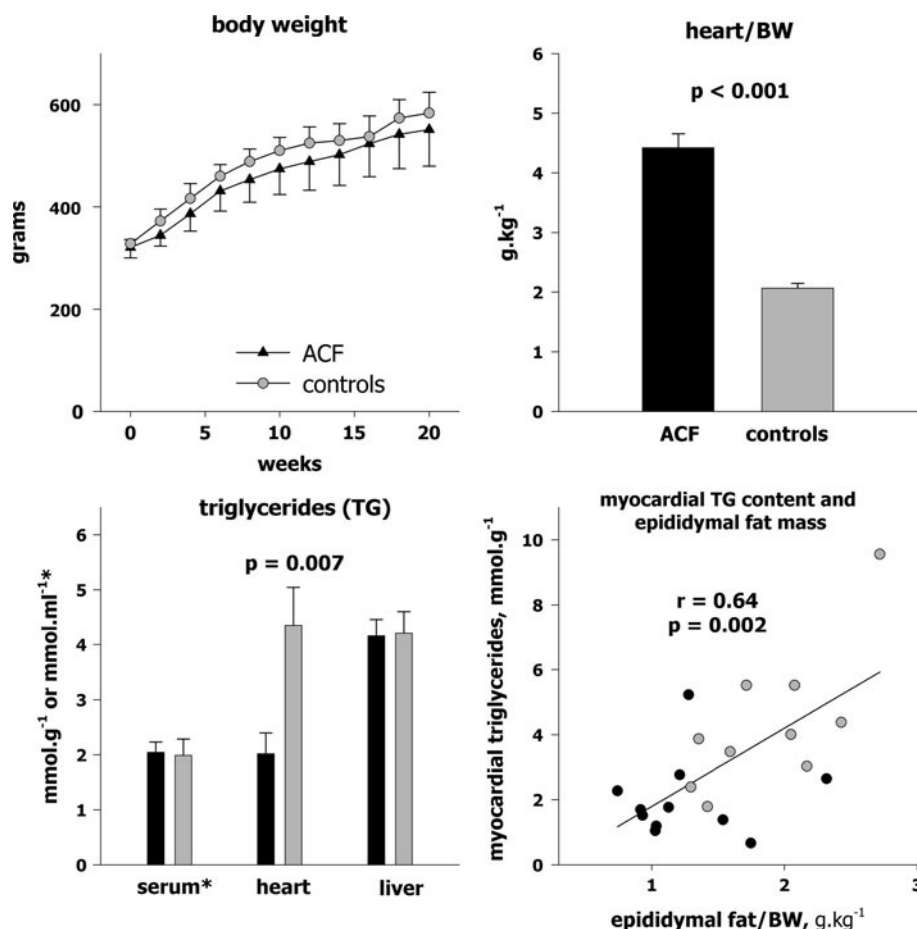 body weight
600
400
200
0
grams
ACF
controls
0 5 10 15 20
weeks
heart/BW
6
5
4
3
2
1
0
g.kg⁻¹
p < 0.001
ACF controls
triglycerides (TG)
6
5
4
3
2
1
0
mmol.g⁻¹ or mmol.ml⁻¹*
p = 0.007
serum* heart liver
myocardial TG content and
epididymal fat mass
10
8
6
4
2
0
myocardial triglycerides, mmol.g⁻¹
r = 0.64
p = 0.002
1 2 3
epididymal fat/BW, g.kg⁻¹